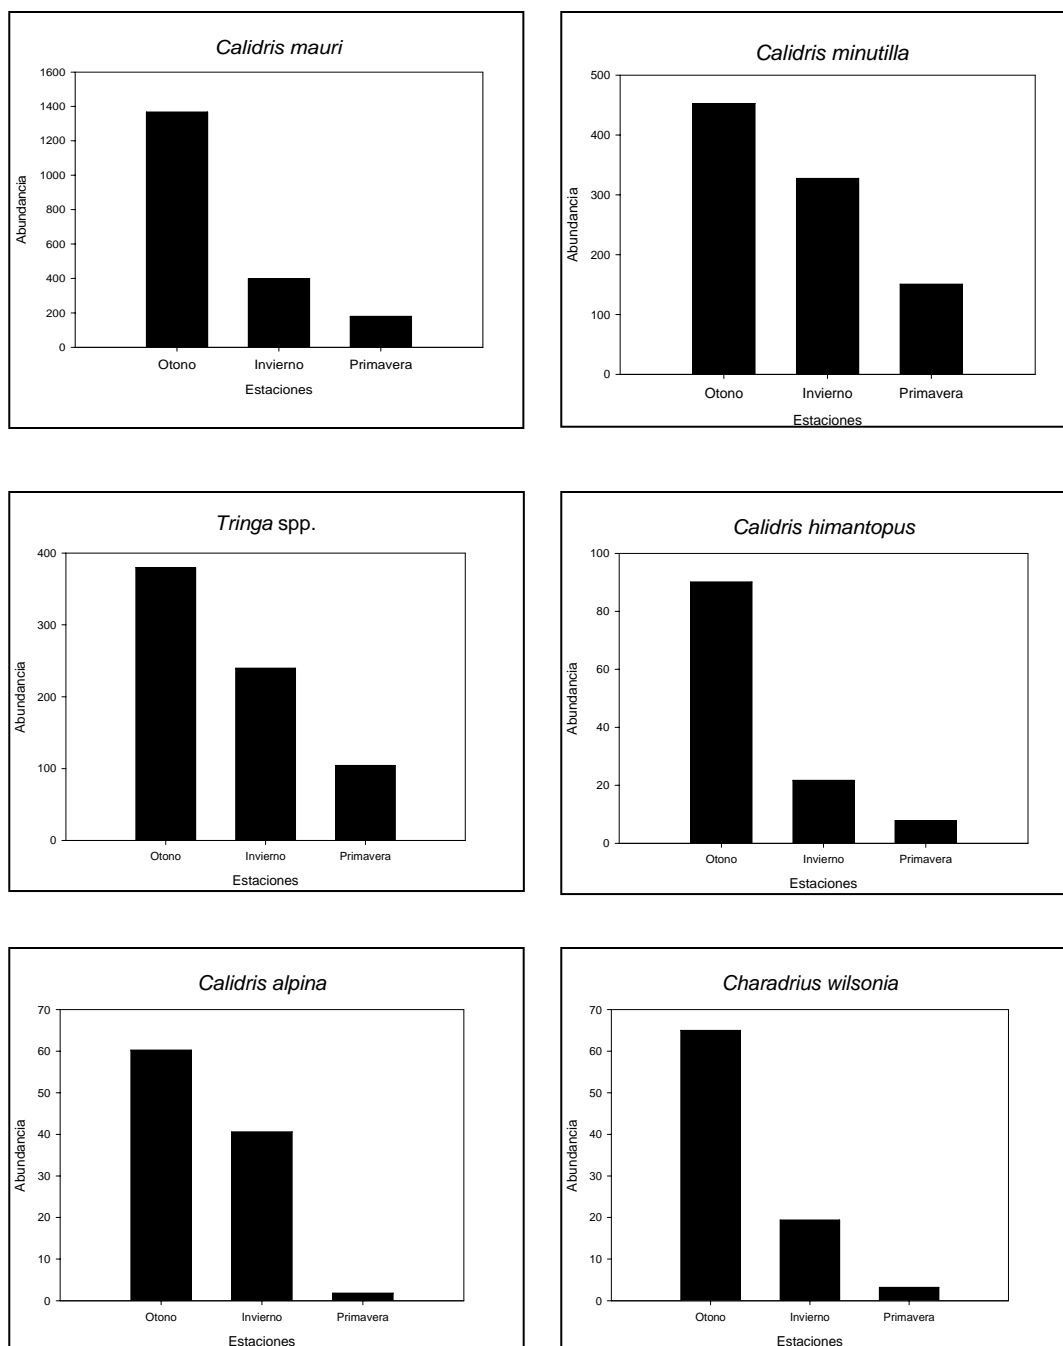 Calidris mauri
1600
1400
1200
1000
800
600
400
200
0
Abundancia
Otono Invierno Primavera
Estaciones
Calidris minutilla
500
400
300
200
100
0
Abundancia
Otono Invierno Primavera
Estaciones
Tringa spp.
400
300
200
100
0
Abundancia
Otono Invierno Primavera
Estaciones
Calidris himantopus
100
80
60
40
20
0
Abundancia
Otono Invierno Primavera
Estaciones
Calidris alpina
70
60
50
40
30
20
10
0
Abundancia
Otono Invierno Primavera
Estaciones
Charadrius wilsonia
70
60
50
40
30
20
10
0
Abundancia
Otono Invierno Primavera
Estaciones